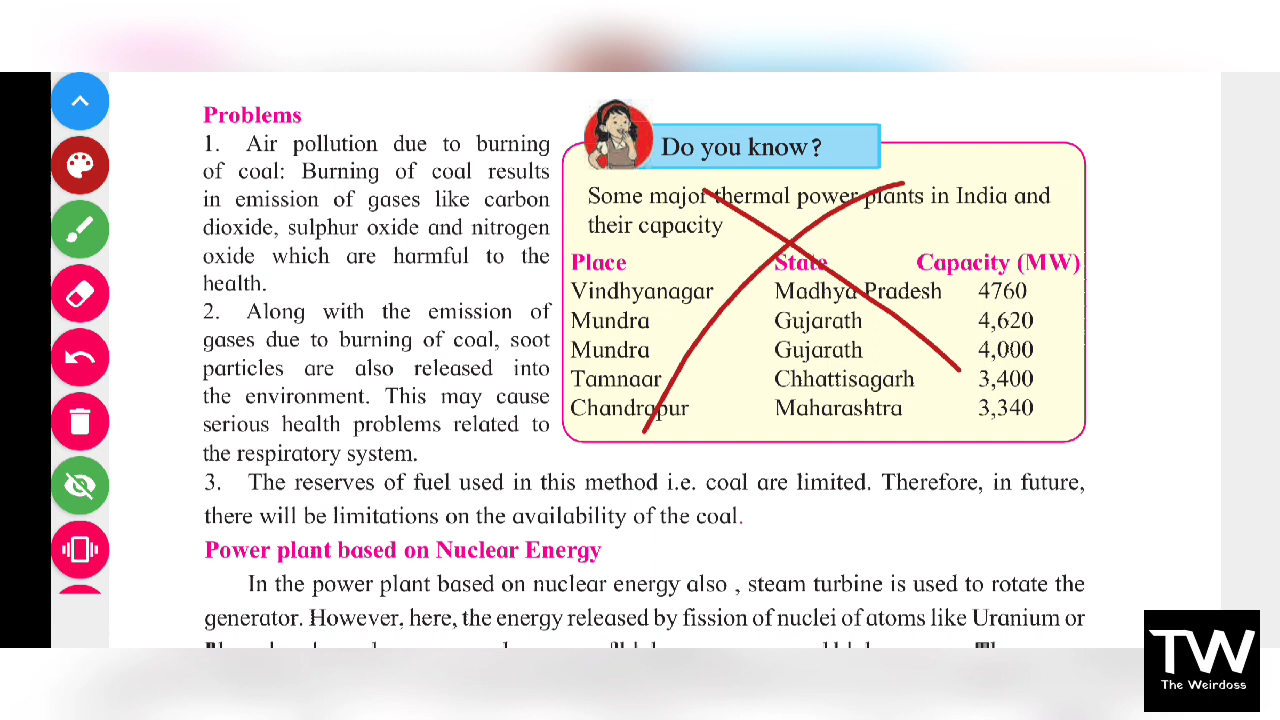 Problems
1. Air pollution due to burning
of coal: Burning of coal results
in emission of gases like carbon
dioxide, sulphur oxide and nitrogen
oxide which are harmful to the
health.
2. Along with the emission of
gases due to burning of coal, soot
particles are also released into
the environment. This may cause
serious health problems related to
the respiratory system.
Do you know?
Some major thermal power plants in India and
their capacity
Place State Capacity (MW)
Vindhyanagar Madhya Pradesh 4760
Mundra Gujarath 4,620
Mundra Gujarath 4,000
Tamnaar Chhattisagarh 3,400
Chandrapur Maharashtra 3,340
3. The reserves of fuel used in this method i.e. coal are limited. Therefore, in future,
there will be limitations on the availability of the coal.
Power plant based on Nuclear Energy
In the power plant based on nuclear energy also , steam turbine is used to rotate the
generator. However, here, the energy released by fission of nuclei of atoms like Uranium or
TW
The Weirdoss